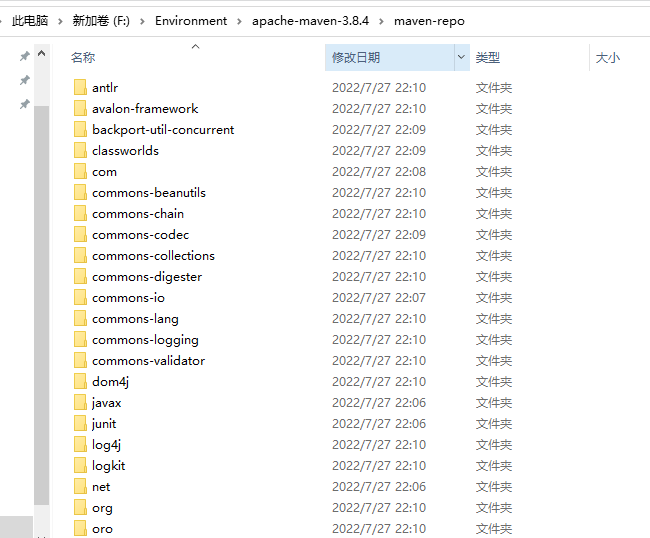 此电脑 > 新加卷 (F:) > Environment > apache-maven-3.8.4 > maven-repo
名称 修改日期 类型 大小
antlr 2022/7/27 22:10 文件夹
avalon-framework 2022/7/27 22:10 文件夹
backport-util-concurrent 2022/7/27 22:09 文件夹
classworlds 2022/7/27 22:09 文件夹
com 2022/7/27 22:08 文件夹
commons-beanutils 2022/7/27 22:10 文件夹
commons-chain 2022/7/27 22:10 文件夹
commons-codec 2022/7/27 22:09 文件夹
commons-collections 2022/7/27 22:10 文件夹
commons-digester 2022/7/27 22:10 文件夹
commons-io 2022/7/27 22:07 文件夹
commons-lang 2022/7/27 22:10 文件夹
commons-logging 2022/7/27 22:10 文件夹
commons-validator 2022/7/27 22:10 文件夹
dom4j 2022/7/27 22:10 文件夹
javax 2022/7/27 22:06 文件夹
junit 2022/7/27 22:06 文件夹
log4j 2022/7/27 22:10 文件夹
logkit 2022/7/27 22:10 文件夹
net 2022/7/27 22:06 文件夹
org 2022/7/27 22:10 文件夹
oro 2022/7/27 22:10 文件夹